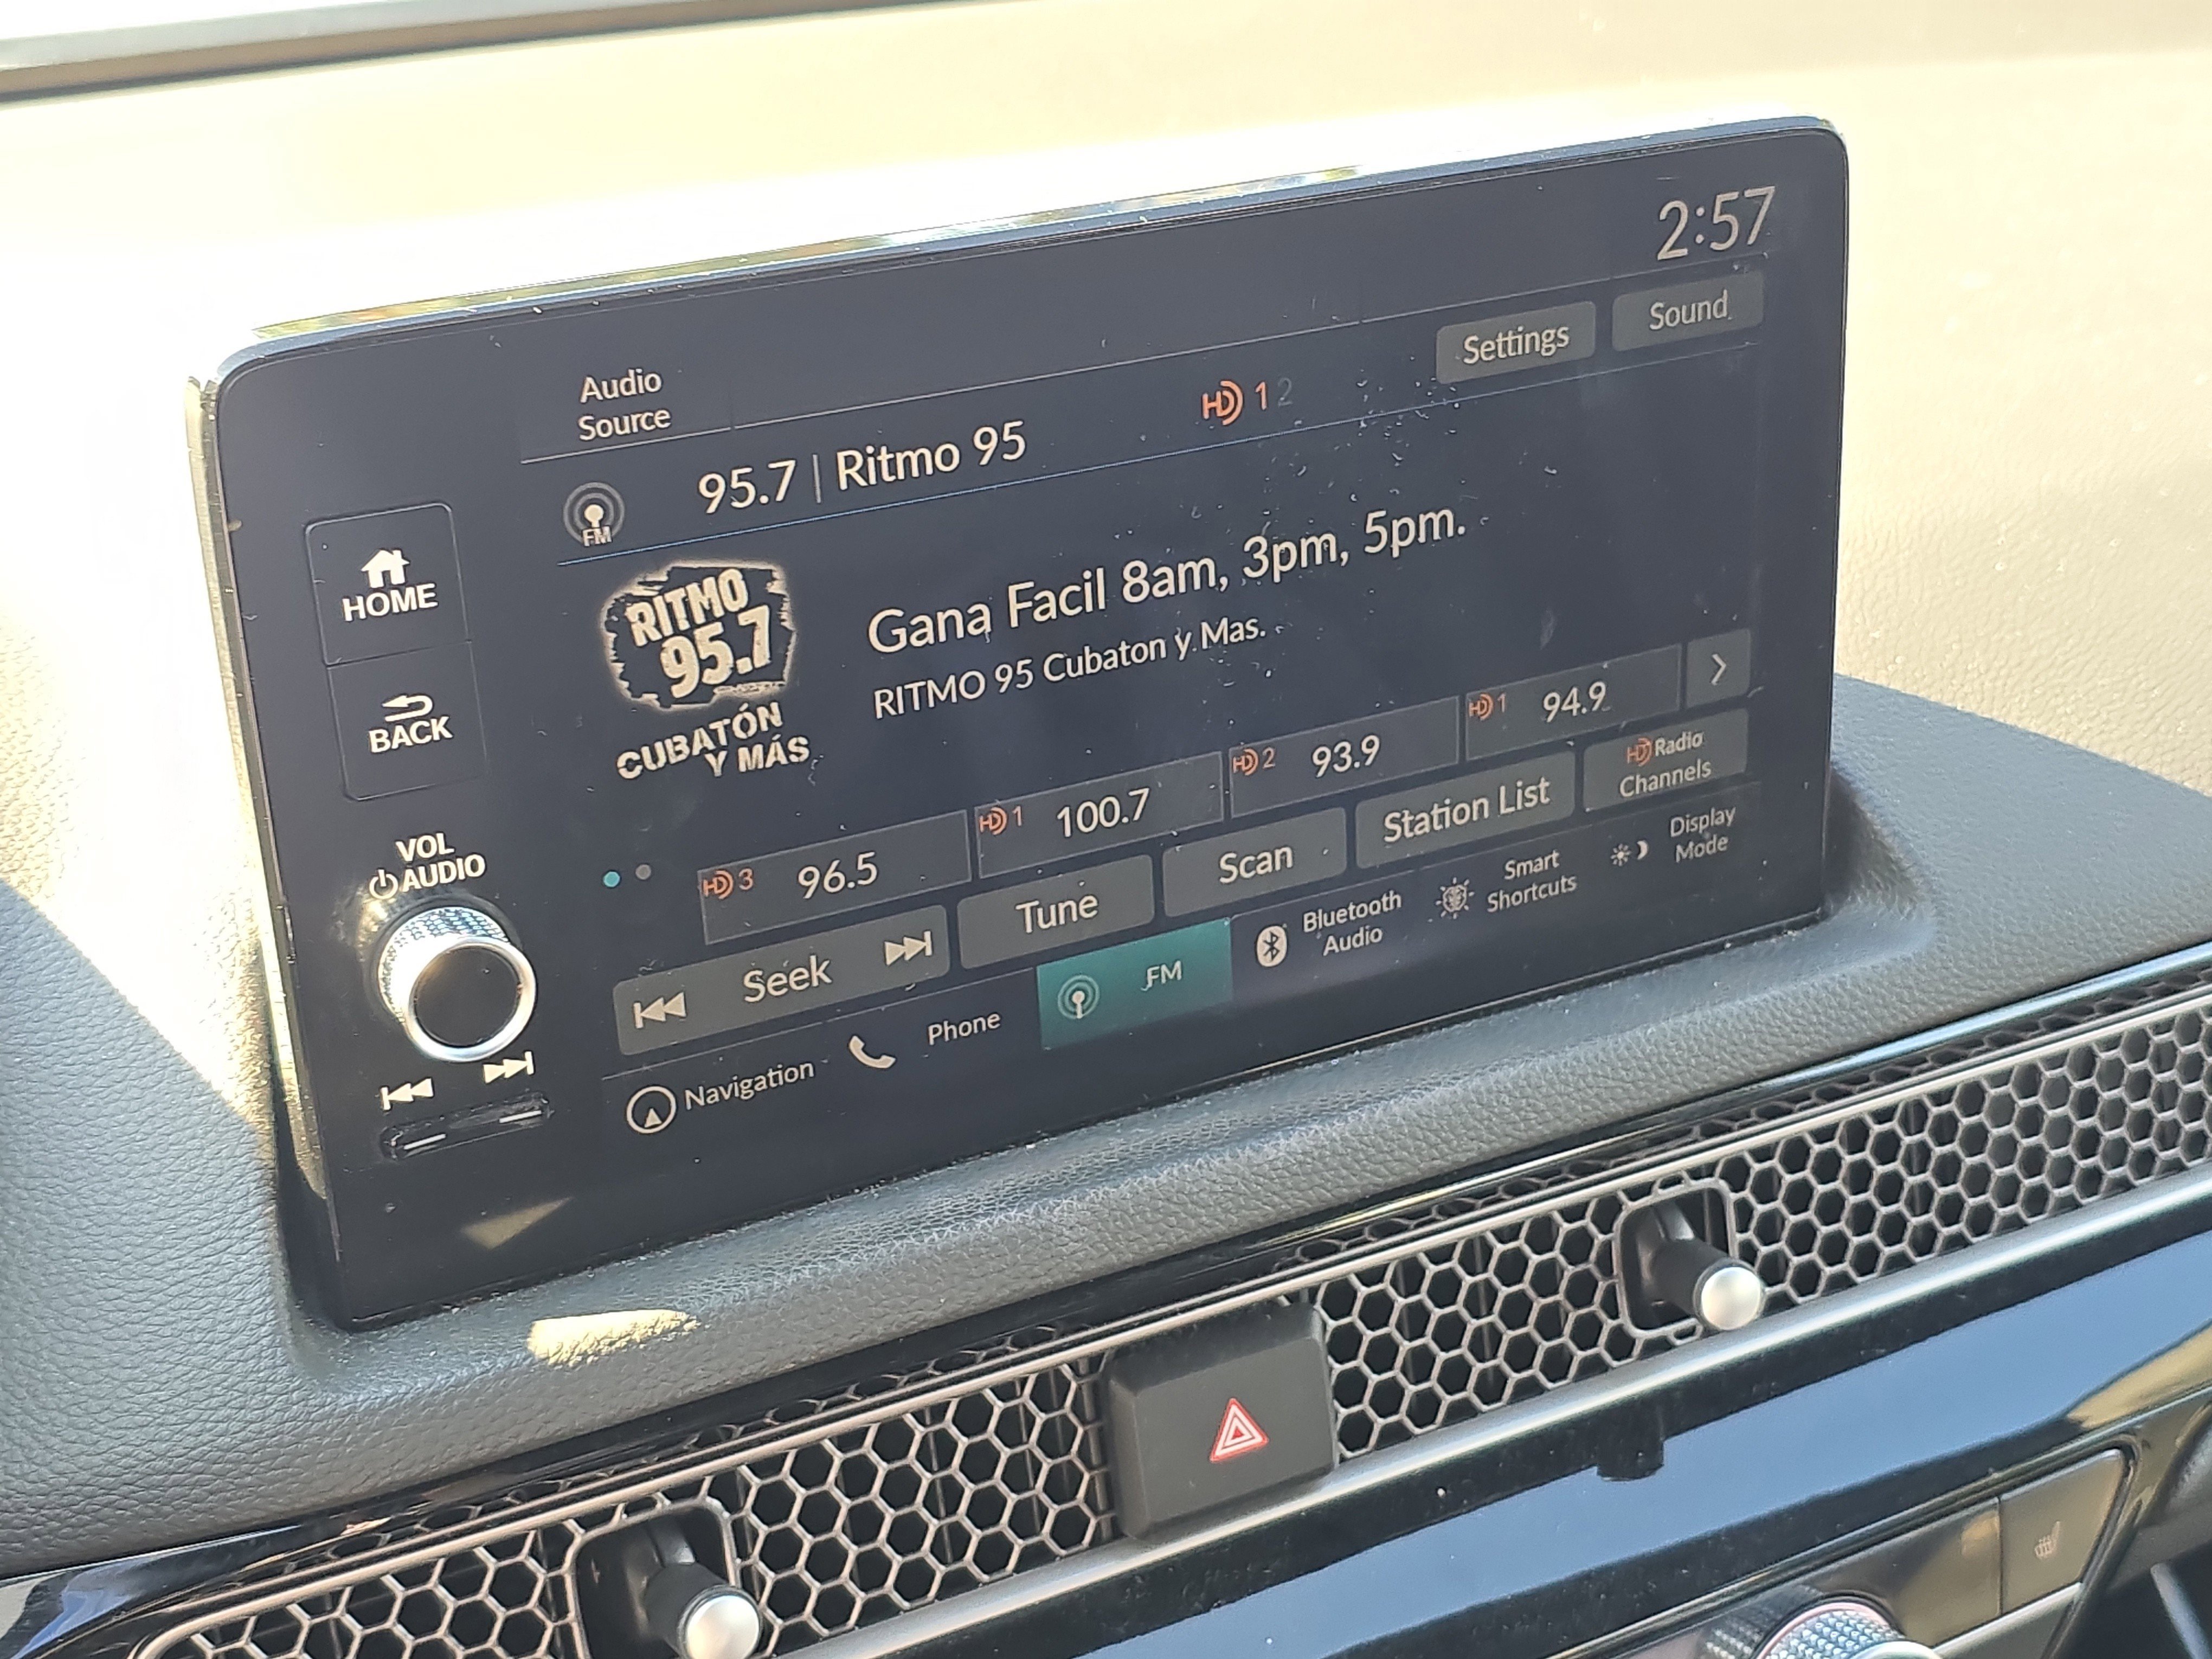 2:57
Audio
Source
Settings
Sound
FM
95.7 | Ritmo 95
HD 1 2
HOME
BACK
VOL
AUDIO
RITMO
95.7
CUBATÓN
Y MÁS
Gana Facil 8am, 3pm, 5pm.
RITMO 95 Cubaton y Mas.
HD 3 96.5
HD 1 100.7
HD 2 93.9
HD 1 94.9
Seek
Tune
Scan
Station List
HD Radio
Channels
Navigation
Phone
FM
Bluetooth
Audio
Smart
Shortcuts
Display
Mode